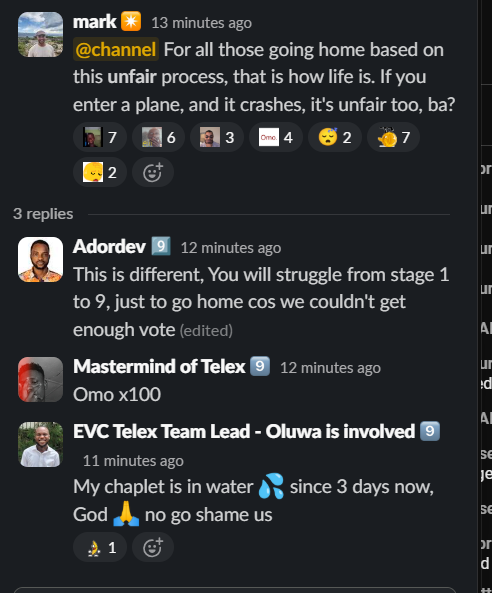 mark 13 minutes ago
@channel For all those going home based on
this unfair process, that is how life is. If you
enter a plane, and it crashes, it's unfair too, ba?
7 6 3 Omo. 4 2 7
2
3 replies
Adordev 9 12 minutes ago
This is different, You will struggle from stage 1
to 9, just to go home cos we couldn't get
enough vote (edited)
Mastermind of Telex 9 12 minutes ago
Omo x100
EVC Telex Team Lead - Oluwa is involved 9
11 minutes ago
My chaplet is in water 💦 since 3 days now,
God 🙏 no go shame us
1